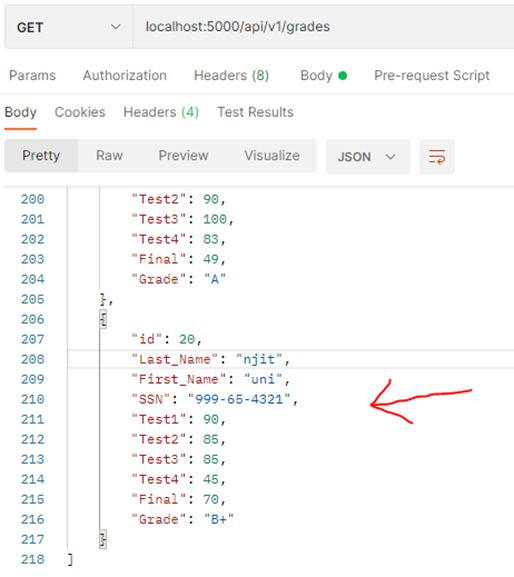 GET localhost:5000/api/v1/grades
Params Authorization Headers (8) Body Pre-request Script
Body Cookies Headers (4) Test Results
Pretty Raw Preview Visualize JSON
200 "Test2": 90,
201 "Test3": 100,
202 "Test4": 83,
203 "Final": 49,
204 "Grade": "A"
205 },
206 {
207 "id": 20,
208 "Last_Name": "njit",
209 "First_Name": "uni",
210 "SSN": "999-65-4321",
211 "Test1": 90,
212 "Test2": 85,
213 "Test3": 85,
214 "Test4": 45,
215 "Final": 70,
216 "Grade": "B+"
217 }
218 ]